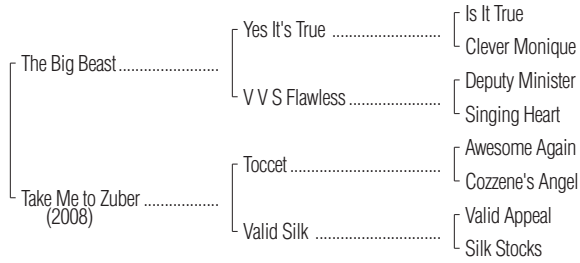 Is It True
Yes It's True ........................
Clever Monique
The Big Beast ......................
Deputy Minister
V V S Flawless ....................
Singing Heart
Awesome Again
Toccet .................................
Cozzene's Angel
Take Me to Zuber .................
(2008)
Valid Appeal
Valid Silk ............................
Silk Stocks